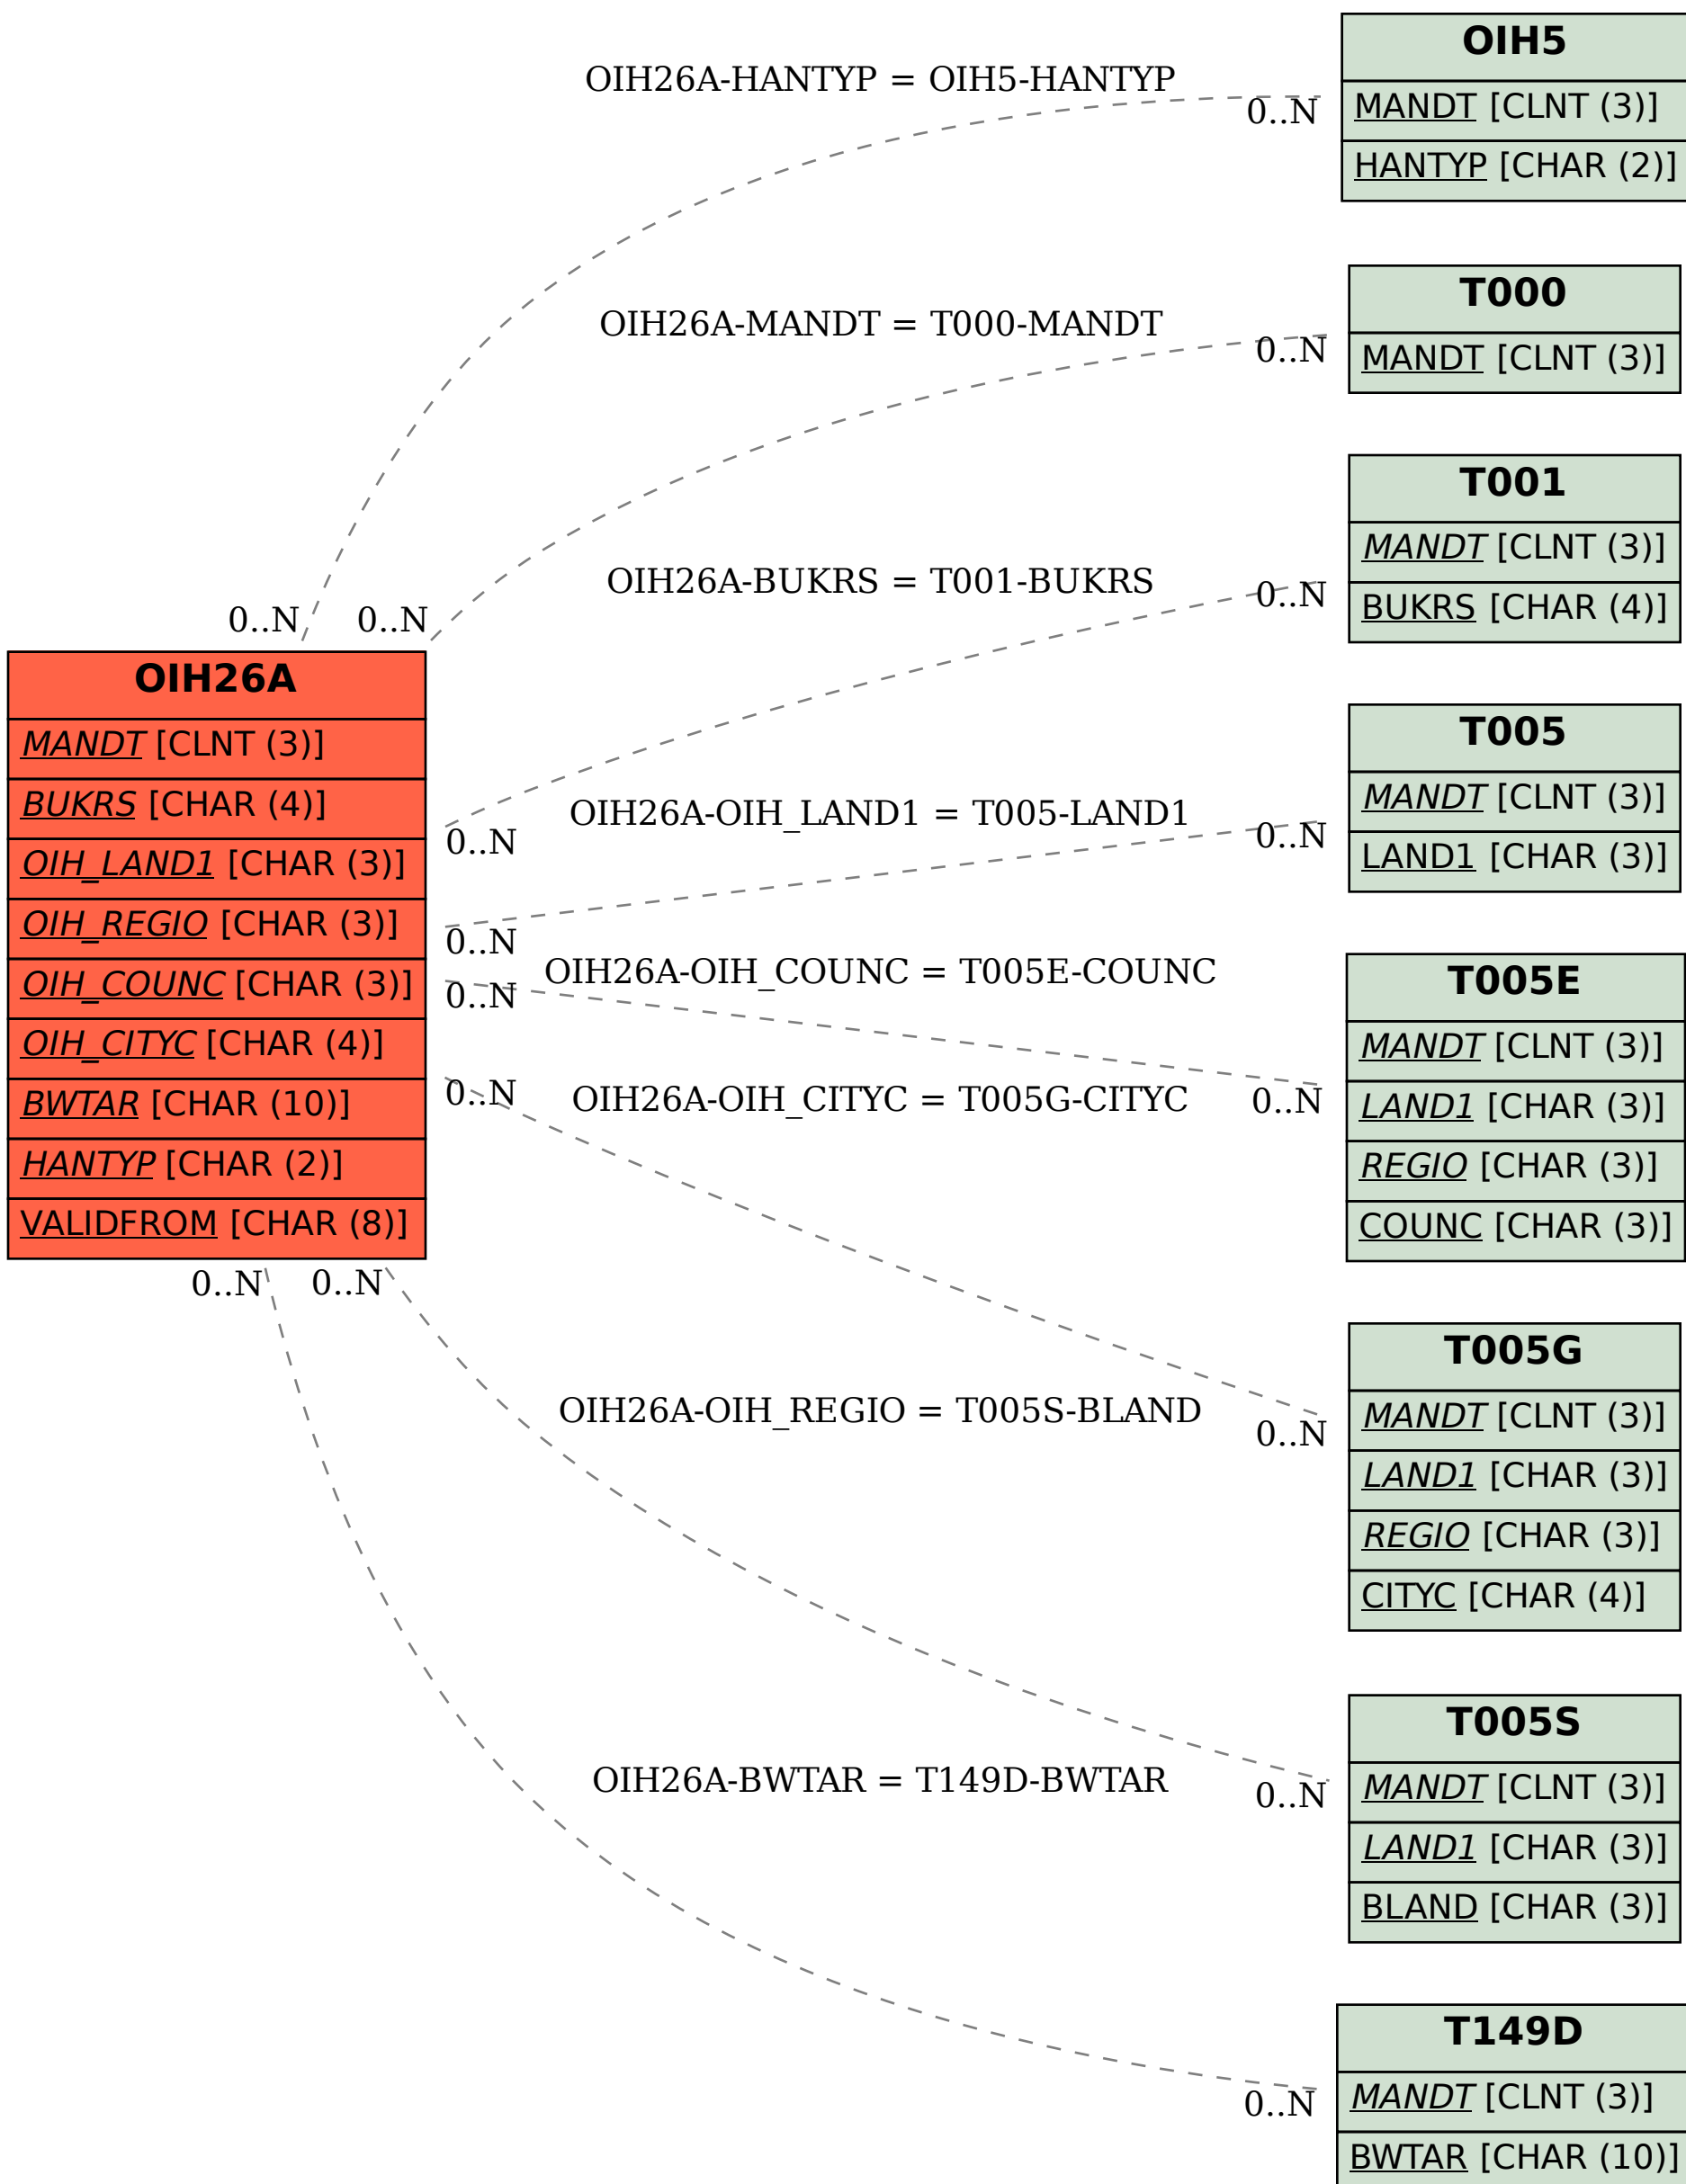 OIH5
MANDT [CLNT (3)]
HANTYP [CHAR (2)]
OIH26A-HANTYP = OIH5-HANTYP
0..N
T000
MANDT [CLNT (3)]
OIH26A-MANDT = T000-MANDT
0..N
T001
MANDT [CLNT (3)]
BUKRS [CHAR (4)]
OIH26A-BUKRS = T001-BUKRS
0..N
0..N
0..N
OIH26A
MANDT [CLNT (3)]
BUKRS [CHAR (4)]
OIH_LAND1 [CHAR (3)]
OIH_REGIO [CHAR (3)]
OIH_COUNC [CHAR (3)]
OIH_CITYC [CHAR (4)]
BWTAR [CHAR (10)]
HANTYP [CHAR (2)]
VALIDFROM [CHAR (8)]
0..N
0..N
0..N
0..N
0..N
0..N
T005
MANDT [CLNT (3)]
LAND1 [CHAR (3)]
OIH26A-OIH_LAND1 = T005-LAND1
0..N
T005E
MANDT [CLNT (3)]
LAND1 [CHAR (3)]
REGIO [CHAR (3)]
COUNC [CHAR (3)]
OIH26A-OIH_COUNC = T005E-COUNC
0..N
OIH26A-OIH_CITYC = T005G-CITYC
T005G
MANDT [CLNT (3)]
LAND1 [CHAR (3)]
REGIO [CHAR (3)]
CITYC [CHAR (4)]
0..N
OIH26A-OIH_REGIO = T005S-BLAND
T005S
MANDT [CLNT (3)]
LAND1 [CHAR (3)]
BLAND [CHAR (3)]
0..N
OIH26A-BWTAR = T149D-BWTAR
T149D
MANDT [CLNT (3)]
BWTAR [CHAR (10)]
0..N